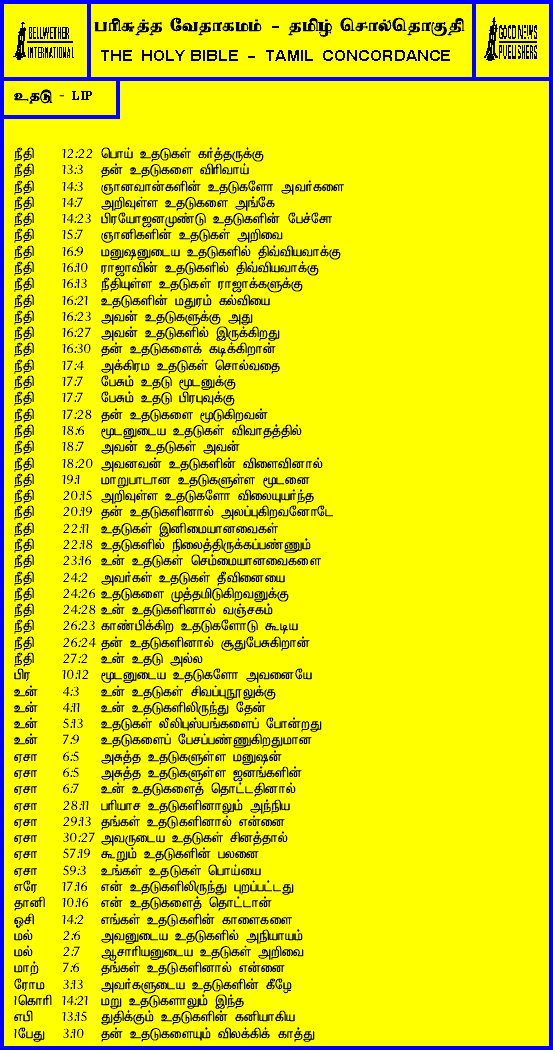 BELLWETHER
INTERNATIONAL
பரிசுத்த வேதாகமம் - தமிழ் சொல்தொகுதி
THE HOLY BIBLE - TAMIL CONCORDANCE
GOOD NEWS
PUBLISHERS
உதடு - LIP
நீதி 12:22 பொய் உதடுகள் கர்த்தருக்கு
நீதி 13:3 தன் உதடுகளை விரிவாய்
நீதி 14:3 ஞானவான்களின் உதடுகளோ அவர்களை
நீதி 14:7 அறிவுள்ள உதடுகளை அங்கே
நீதி 14:23 பிரயோஜனமுண்டு உதடுகளின் பேச்சோ
நீதி 15:7 ஞானிகளின் உதடுகள் அறிவை
நீதி 16:9 மனுஷனுடைய உதடுகளில் திவ்வியவாக்கு
நீதி 16:10 ராஜாவின் உதடுகளில் திவ்வியவாக்கு
நீதி 16:13 நீதியுள்ள உதடுகள் ராஜாக்களுக்கு
நீதி 16:21 உதடுகளின் மதுரம் கல்வியை
நீதி 16:23 அவன் உதடுகளுக்கு அது
நீதி 16:27 அவன் உதடுகளில் இருக்கிறது
நீதி 16:30 தன் உதடுகளைக் கடிக்கிறான்
நீதி 17:4 அக்கிரம உதடுகள் சொல்வதை
நீதி 17:7 பேசும் உதடு மூடனுக்கு
நீதி 17:7 பேசும் உதடு பிரபுவுக்கு
நீதி 17:28 தன் உதடுகளை மூடுகிறவன்
நீதி 18:6 மூடனுடைய உதடுகள் விவாதத்தில்
நீதி 18:7 அவன் உதடுகள் அவன்
நீதி 18:20 அவனவன் உதடுகளின் விளைவினால்
நீதி 19:1 மாறுபாடான உதடுகளுள்ள மூடனை
நீதி 20:15 அறிவுள்ள உதடுகளோ விலையுயர்ந்த
நீதி 20:19 தன் உதடுகளினால் அலப்புகிறவனோடே
நீதி 22:11 உதடுகள் இனிமையானவைகள்
நீதி 22:18 உதடுகளில் நிலைத்திருக்கப்பண்ணும்
நீதி 23:16 உன் உதடுகள் செம்மையானவைகளை
நீதி 24:2 அவர்கள் உதடுகள் தீவினையை
நீதி 24:26 உதடுகளை முத்தமிடுகிறவனுக்கு
நீதி 24:28 உன் உதடுகளினால் வஞ்சகம்
நீதி 26:23 காண்பிக்கிற உதடுகளோடு கூடிய
நீதி 26:24 தன் உதடுகளினால் சூதுபேசுகிறான்
நீதி 27:2 உன் உதடு அல்ல
பிர 10:12 மூடனுடைய உதடுகளோ அவனையே
உன் 4:3 உன் உதடுகள் சிவப்புநூலுக்கு
உன் 4:11 உன் உதடுகளிலிருந்து தேன்
உன் 5:13 உதடுகள் லீலிபுஸ்பங்களைப் போன்றது
உன் 7:9 உதடுகளைப் பேசப்பண்ணுகிறதுமான
ஏசா 6:5 அசுத்த உதடுகளுள்ள மனுஷன்
ஏசா 6:5 அசுத்த உதடுகளுள்ள ஜனங்களின்
ஏசா 6:7 உன் உதடுகளைத் தொட்டதினால்
ஏசா 28:11 பரியாச உதடுகளினாலும் அந்நிய
ஏசா 29:13 தங்கள் உதடுகளினால் என்னை
ஏசா 30:27 அவருடைய உதடுகள் சினத்தால்
ஏசா 57:19 கூறும் உதடுகளின் பலனை
ஏசா 59:3 உங்கள் உதடுகள் பொய்யை
எரே 17:16 என் உதடுகளிலிருந்து புறப்பட்டது
தானி 10:16 என் உதடுகளைத் தொட்டான்
ஓசி 14:2 எங்கள் உதடுகளின் காளைகளை
மல் 2:6 அவனுடைய உதடுகளில் அநியாயம்
மல் 2:7 ஆசாரியனுடைய உதடுகள் அறிவை
மாற் 7:6 தங்கள் உதடுகளினால் என்னை
ரோம 3:13 அவர்களுடைய உதடுகளின் கீழே
1கொரி 14:21 மறு உதடுகளாலும் இந்த
எபி 13:15 துதிக்கும் உதடுகளின் கனியாகிய
1பேது 3:10 தன் உதடுகளையும் விலக்கிக் காத்து